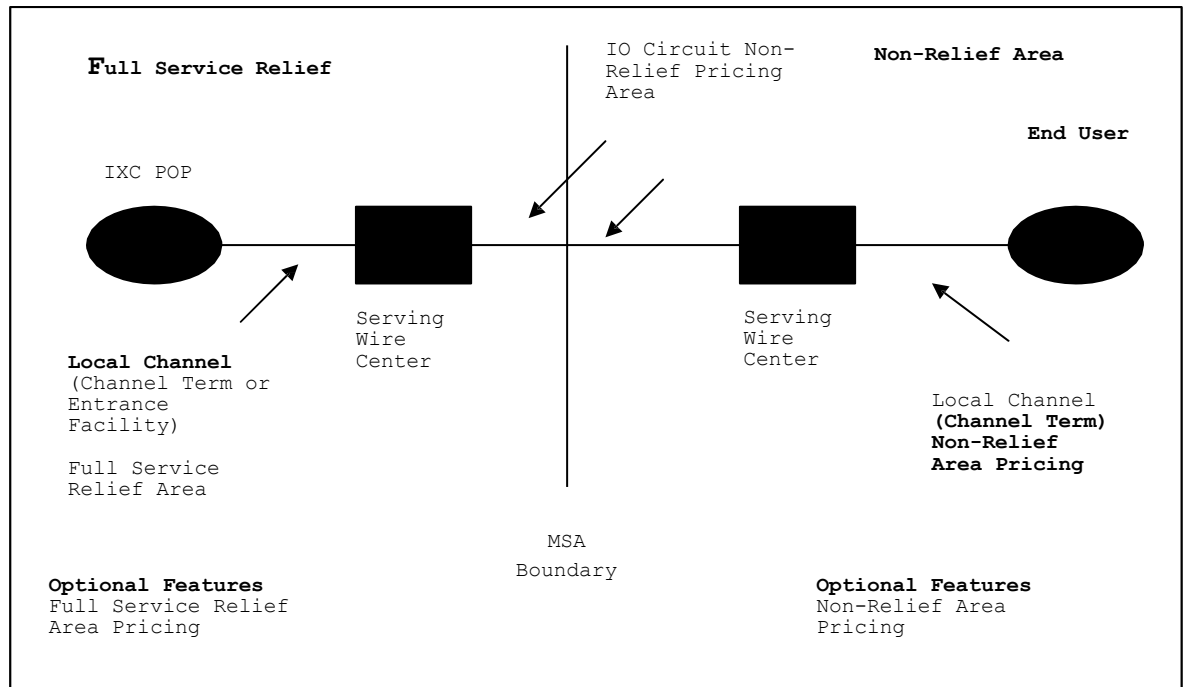 Full Service Relief
IO Circuit Non-
Relief Pricing
Area
Non-Relief Area
End User
IXC POP
Serving
Wire
Center
Serving
Wire
Center
Local Channel
(Channel Term or
Entrance
Facility)
Full Service
Relief Area
Local Channel
(Channel Term)
Non-Relief
Area Pricing
MSA
Boundary
Optional Features
Full Service Relief
Area Pricing
Optional Features
Non-Relief Area
Pricing